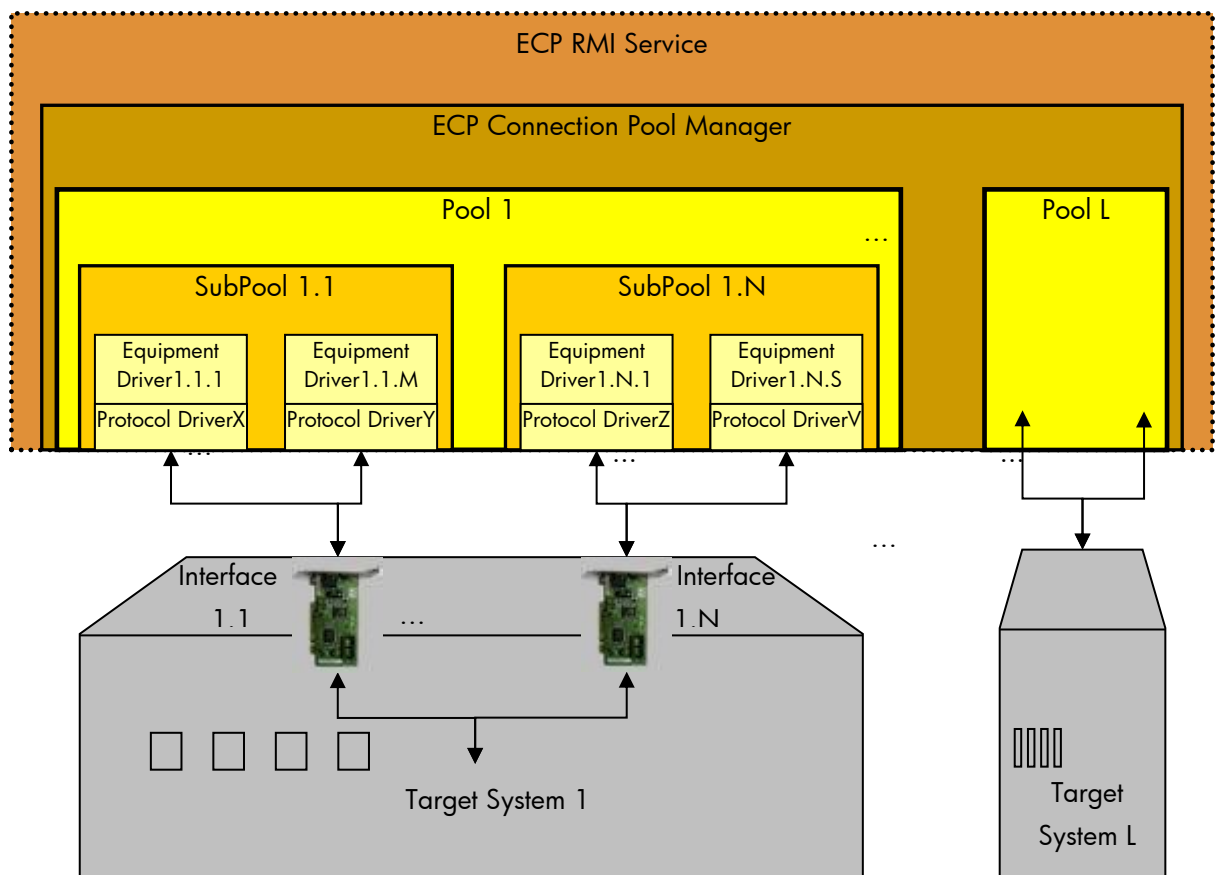 ECP RMI Service
ECP Connection Pool Manager
Pool 1
Pool L
...
SubPool 1.1
SubPool 1.N
Equipment
Driver1.1.1
Protocol DriverX
Equipment
Driver1.1.M
Protocol DriverY
Equipment
Driver1.N.1
Protocol DriverZ
Equipment
Driver1.N.S
Protocol DriverV
...
...
...
...
Interface
1.1
...
Interface
1.N
Target System 1
Target
System L